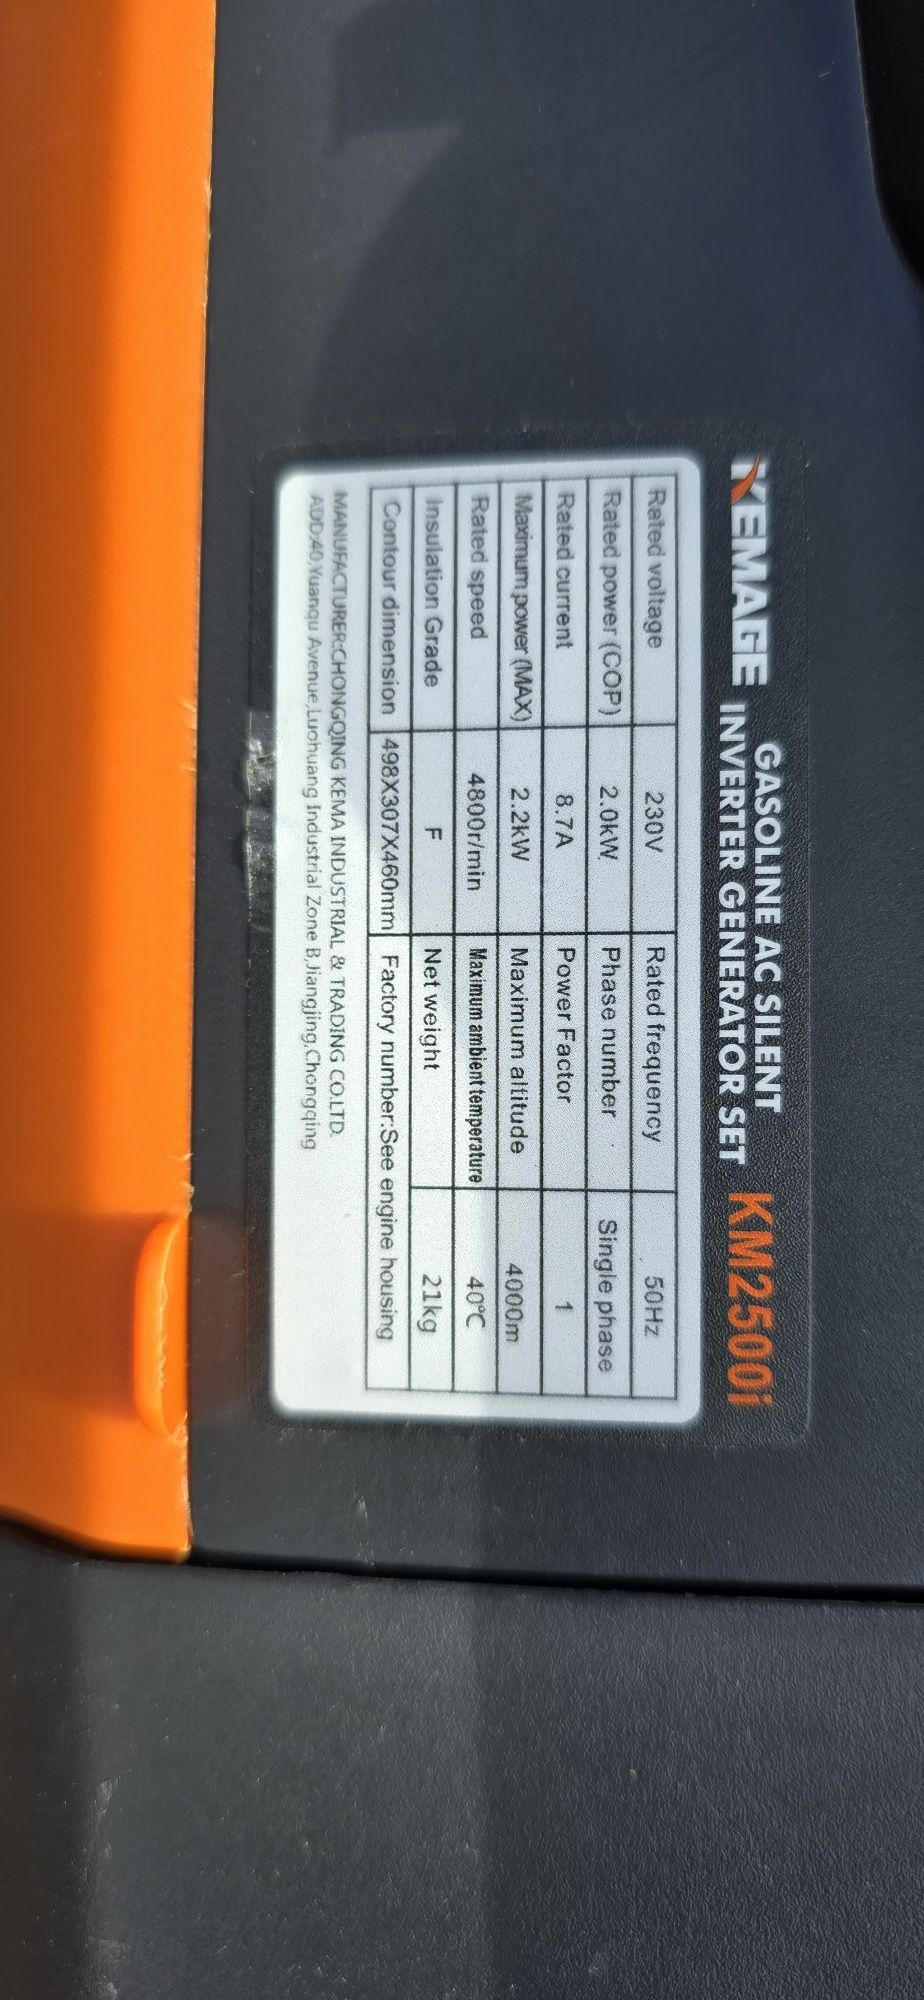 KEMAGE GASOLINE AC SILENT
INVERTER GENERATOR SET KM2500i
Rated voltage 230V Rated frequency 50Hz
Rated power (COP) 2.0kW Phase number Single phase
Rated current 8.7A Power Factor 1
Maximum power (MAX) 2.2kW Maximum altitude 4000m
Rated speed 4800r/min Maximum ambient temperature 40℃
Insulation Grade F Net weight 21kg
Contour dimension 498X307X460mm Factory number:See engine housing
MANUFACTURER:CHONGQING KEMA INDUSTRIAL & TRADING CO.LTD.
ADD:40,Yuanqu Avenue,Luohuang Industrial Zone B,Jiangjing,Chongqing